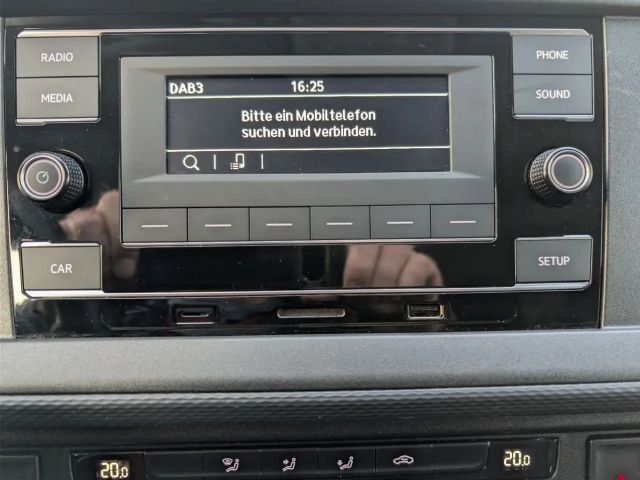 RADIO
PHONE
MEDIA
SOUND
DAB3 16:25
Bitte ein Mobiltelefon
suchen und verbinden.
CAR
SETUP
20.0
20.0